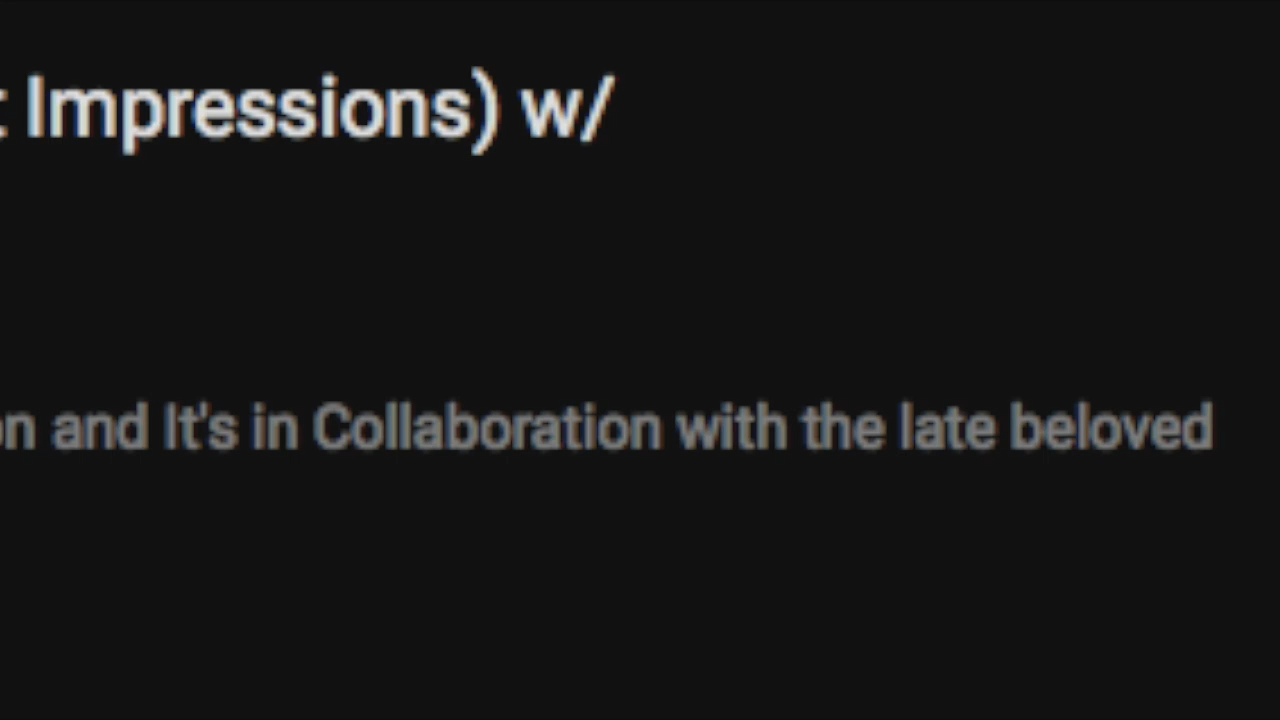 Impressions) w/
and It's in Collaboration with the late beloved